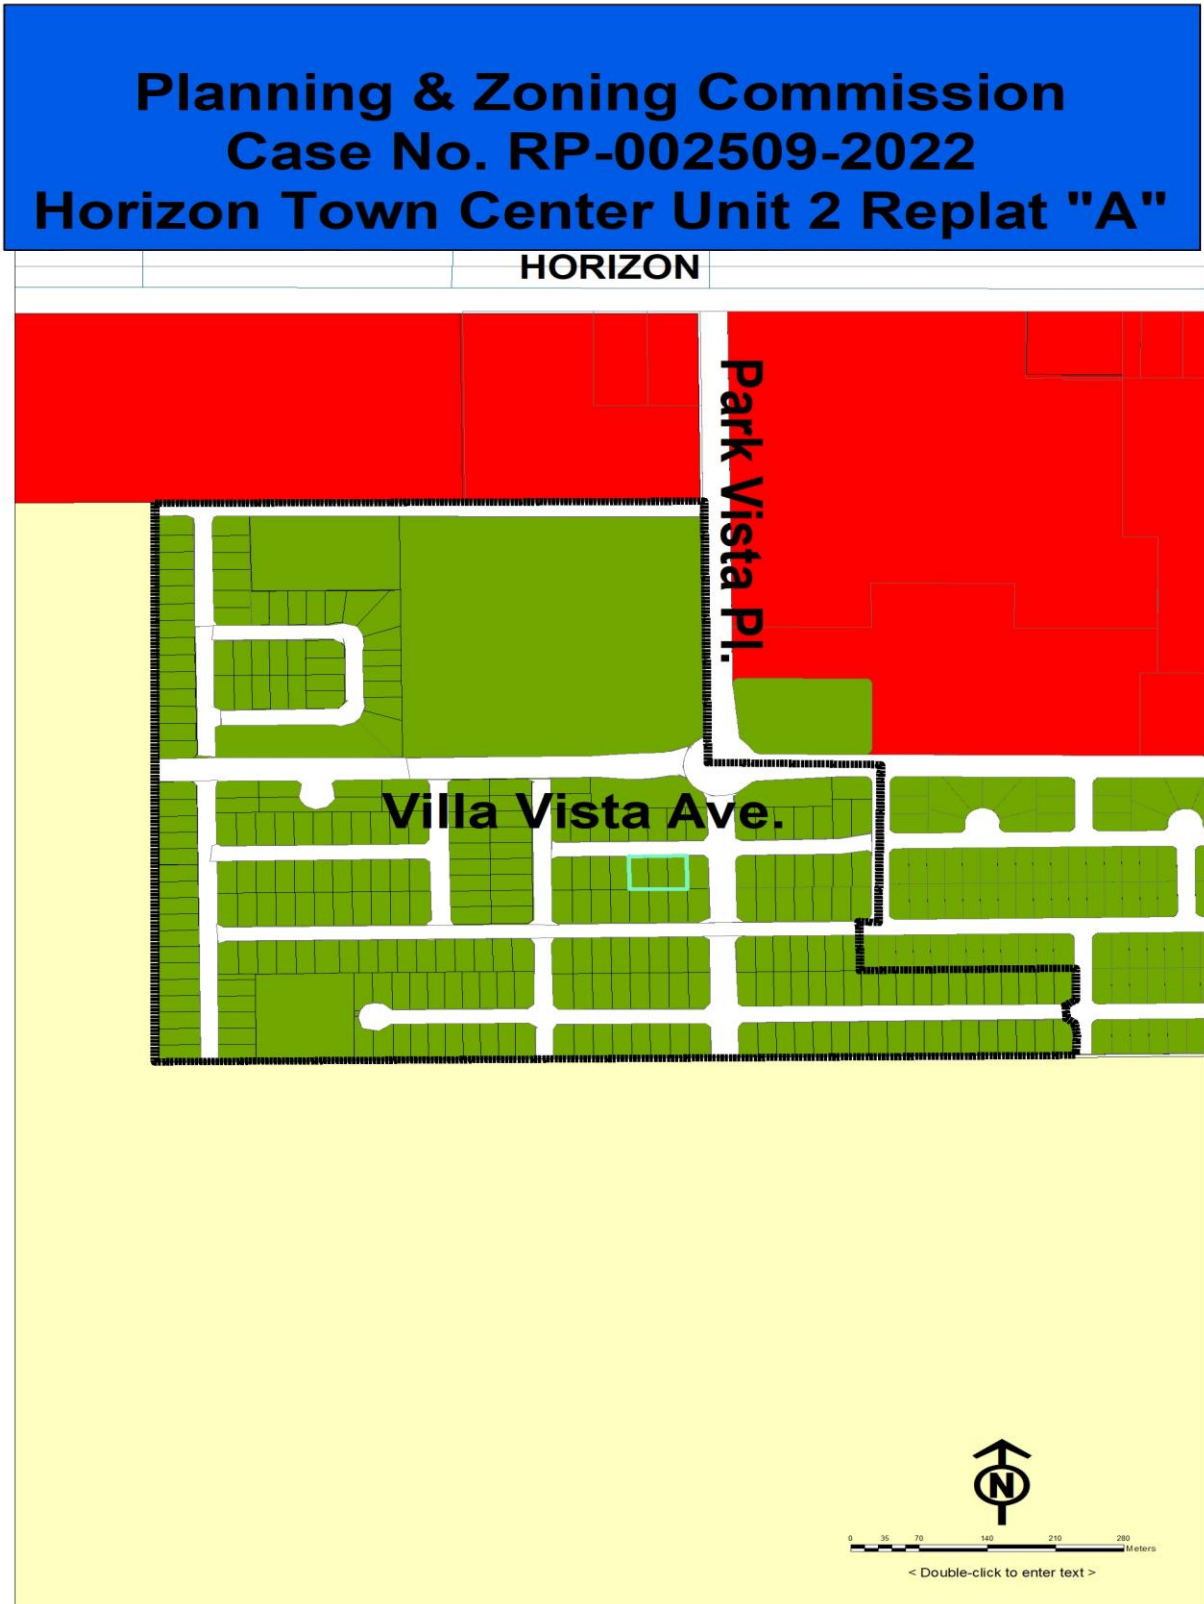 Planning & Zoning Commission
Case No. RP-002509-2022
Horizon Town Center Unit 2 Replat "A"
HORIZON
Park Vista Pl.
Villa Vista Ave.
N
0 35 70 140 210 280
Meters
< Double-click to enter text >